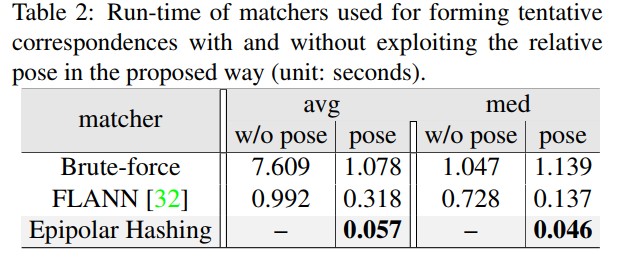 Table 2: Run-time of matchers used for forming tentative
correspondences with and without exploiting the relative
pose in the proposed way (unit: seconds).
matcher avg med
w/o pose pose w/o pose pose
Brute-force 7.609 1.078 1.047 1.139
FLANN [32] 0.992 0.318 0.728 0.137
Epipolar Hashing – 0.057 – 0.046